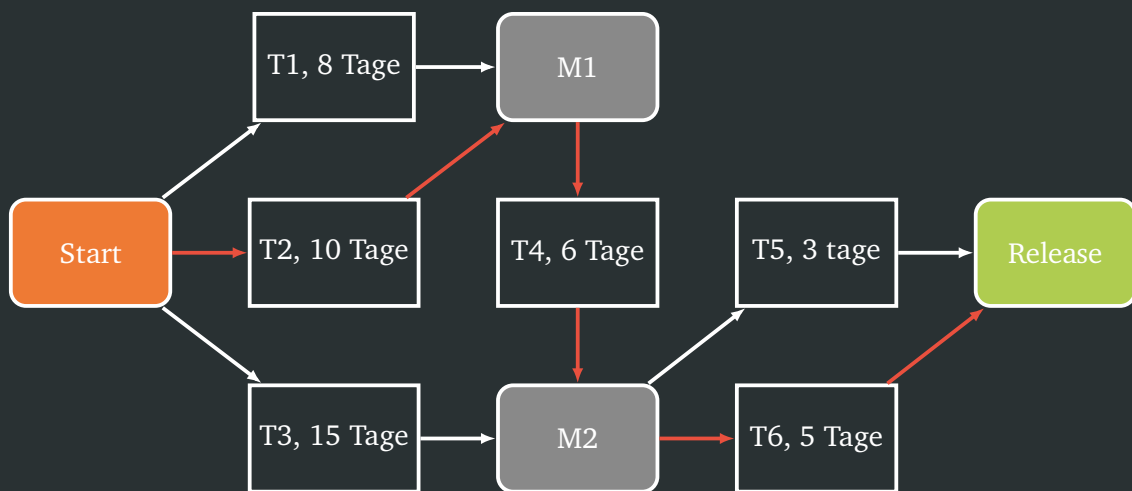 T1, 8 Tage
M1
Start
T2, 10 Tage
T4, 6 Tage
T5, 3 tage
Release
T3, 15 Tage
M2
T6, 5 Tage